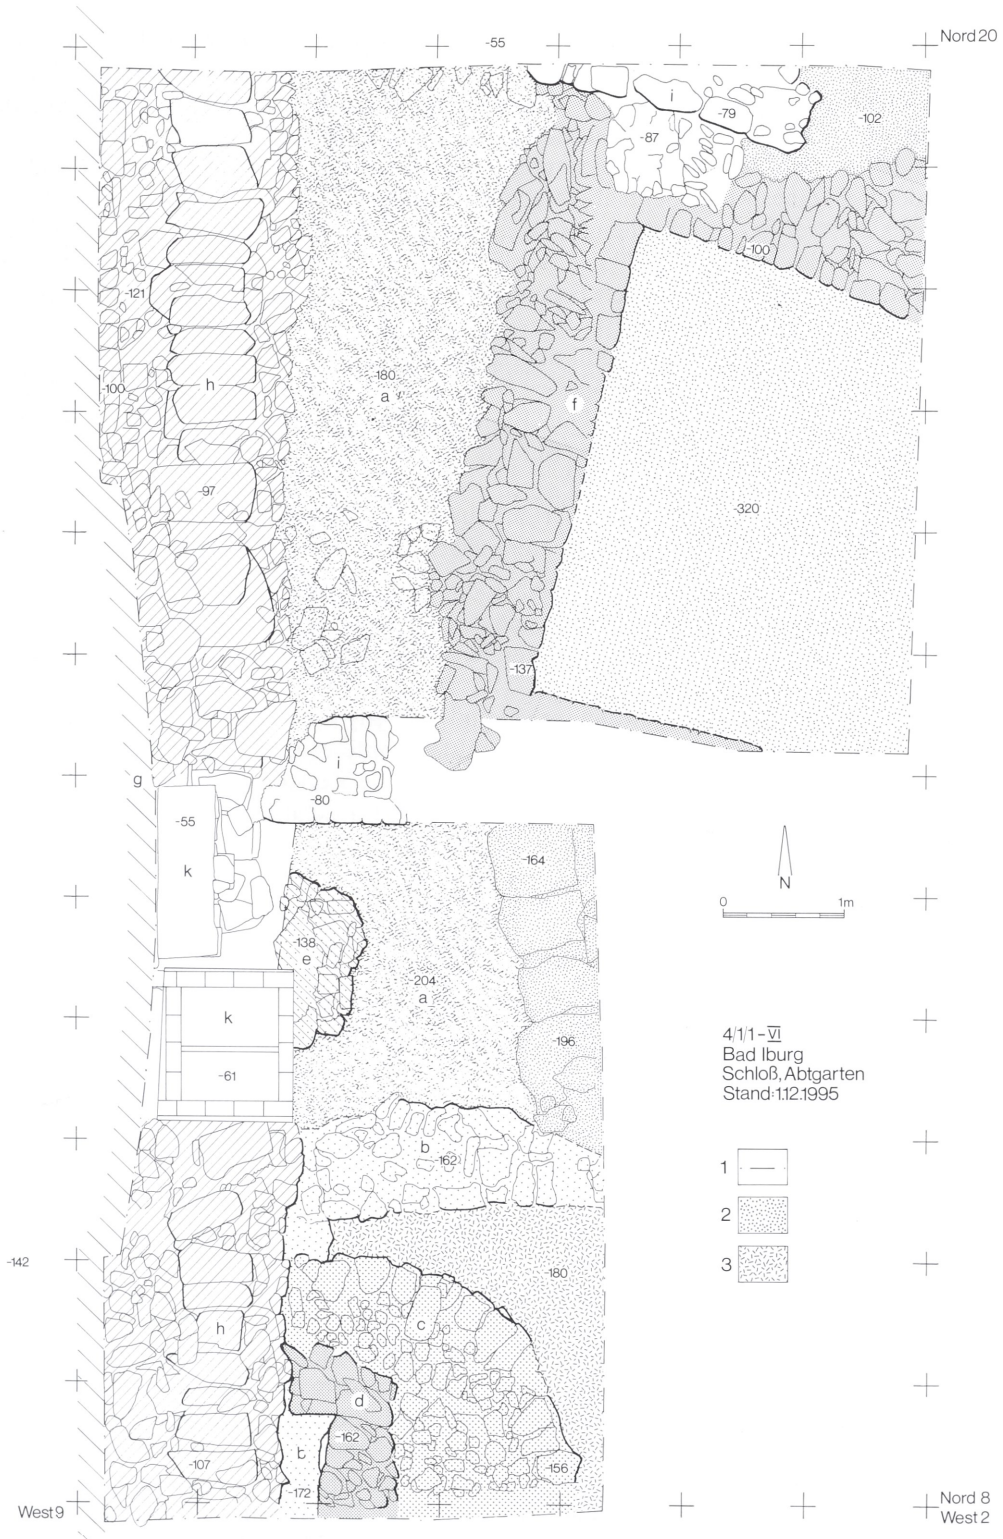 -55
Nord 20
i
-79
-87
-102
-100
-121
-100
h
-180
a
f
-97
-320
-137
i
-80
g
-55
k
-164
N
0 1m
-138
e
-204
a
k
-61
-196
4/1/1-VI
Bad Iburg
Schloß, Abtgarten
Stand: 1.12.1995
b
-162
1
2
3
-142
-180
h
c
d
-162
b
-107
-172
-156
West 9
Nord 8
West 2